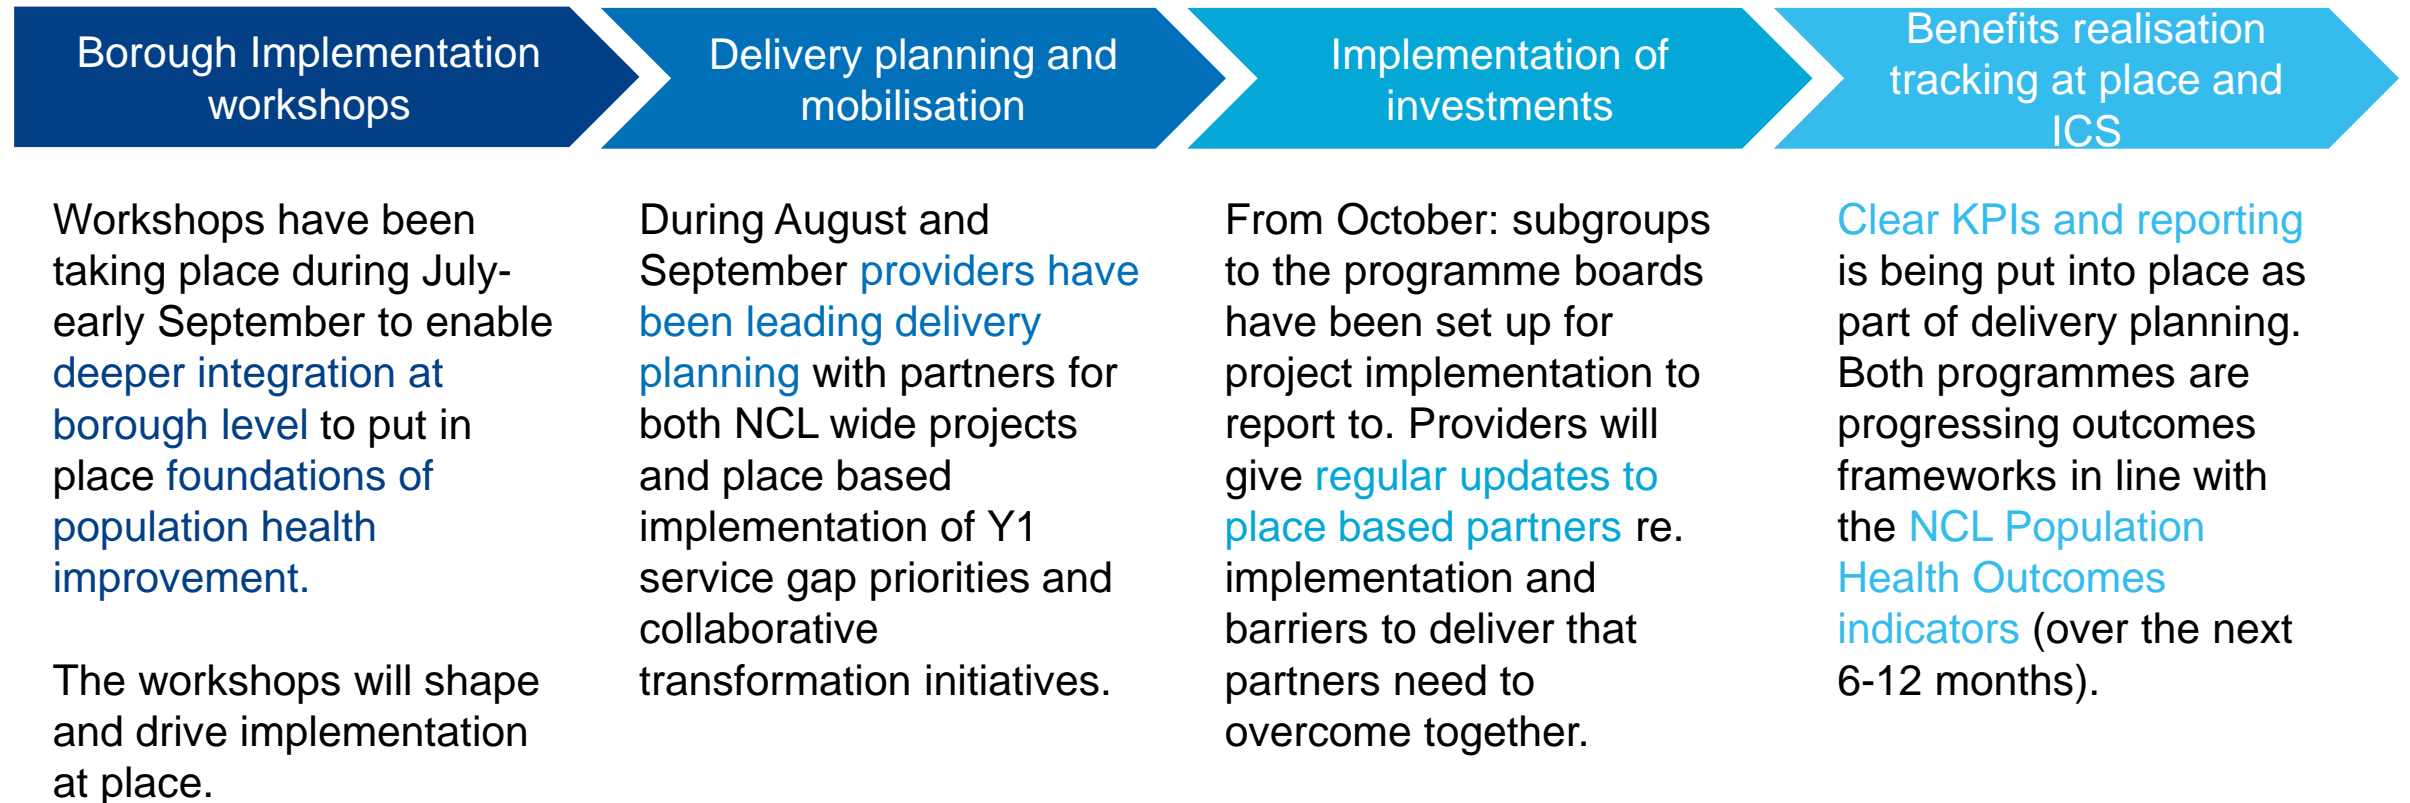 Borough Implementation
workshops
Delivery planning and
mobilisation
Implementation of
investments
Benefits realisation
tracking at place and
ICS
Workshops have been
taking place during July-
early September to enable
deeper integration at
borough level to put in
place foundations of
population health
improvement.
The workshops will shape
and drive implementation
at place.
During August and
September providers have
been leading delivery
planning with partners for
both NCL wide projects
and place based
implementation of Y1
service gap priorities and
collaborative
transformation initiatives.
From October: subgroups
to the programme boards
have been set up for
project implementation to
report to. Providers will
give regular updates to
place based partners re.
implementation and
barriers to deliver that
partners need to
overcome together.
Clear KPIs and reporting
is being put into place as
part of delivery planning.
Both programmes are
progressing outcomes
frameworks in line with
the NCL Population
Health Outcomes
indicators (over the next
6-12 months).